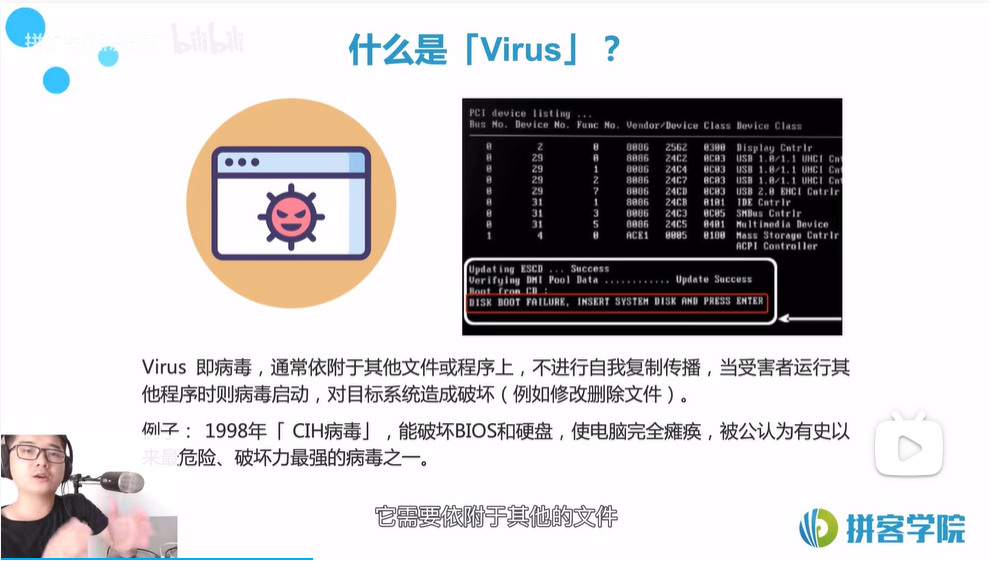 bilibili
什么是「Virus」？
PCI device listing ...
Bus No. Device No. Func No. Vendor/Device Class Device Class
0 2 0 8086 2562 0300 Display Cntrlr
0 29 0 8086 24C2 0C03 USB 1.0/1.1 UHCI Cnt
0 29 1 8086 24C4 0C03 USB 1.0/1.1 UHCI Cnt
0 29 2 8086 24C7 0C03 USB 1.0/1.1 UHCI Cnt
0 29 7 8086 24CD 0C03 USB 2.0 EHCI Cntrlr
0 31 1 8086 24CB 0101 IDE Cntrlr
0 31 3 8086 24C3 0C05 SMBus Cntrlr
0 31 5 8086 24C5 0401 Multimedia Device
1 4 0 ACE1 0005 0180 Mass Storage Cntrlr
ACPI Controller
Updating ESCD ... Success
Verifying DMI Pool Data ............ Update Success
Boot from CD :
DISK BOOT FAILURE, INSERT SYSTEM DISK AND PRESS ENTER
Virus 即病毒，通常依附于其他文件或程序上，不进行自我复制传播，当受害者运行其
他程序时则病毒启动，对目标系统造成破坏（例如修改删除文件）。
例子： 1998年「 CIH病毒」，能破坏BIOS和硬盘，使电脑完全瘫痪，被公认为有史以
来最危险、破坏力最强的病毒之一。
它需要依附于其他的文件
拼客学院